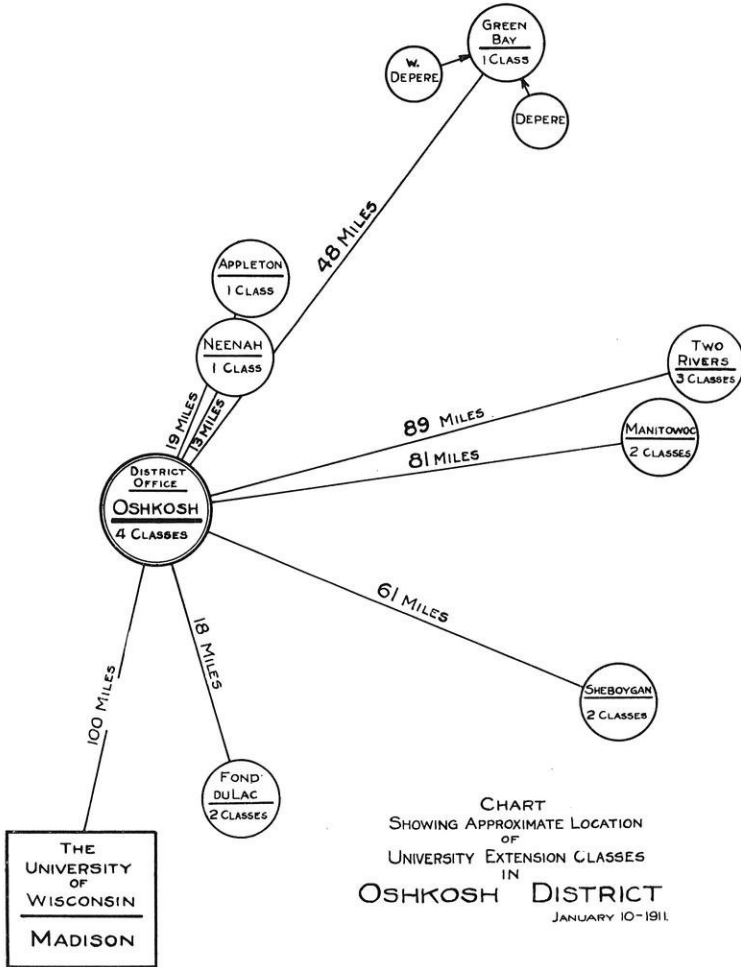 GREEN
BAY
1 CLASS
W.
DEPERE
DEPERE
48 MILES
APPLETON
1 CLASS
NEENAH
1 CLASS
19 MILES
13 MILES
TWO
RIVERS
3 CLASSES
89 MILES
MANITOWOC
2 CLASSES
81 MILES
DISTRICT
OFFICE
OSHKOSH
4 CLASSES
61 MILES
SHEBOYGAN
2 CLASSES
18 MILES
100 MILES
FOND
DULAC
2 CLASSES
THE
UNIVERSITY
OF
WISCONSIN
MADISON
CHART
SHOWING APPROXIMATE LOCATION
OF
UNIVERSITY EXTENSION CLASSES
IN
OSHKOSH DISTRICT
JANUARY 10-1911.